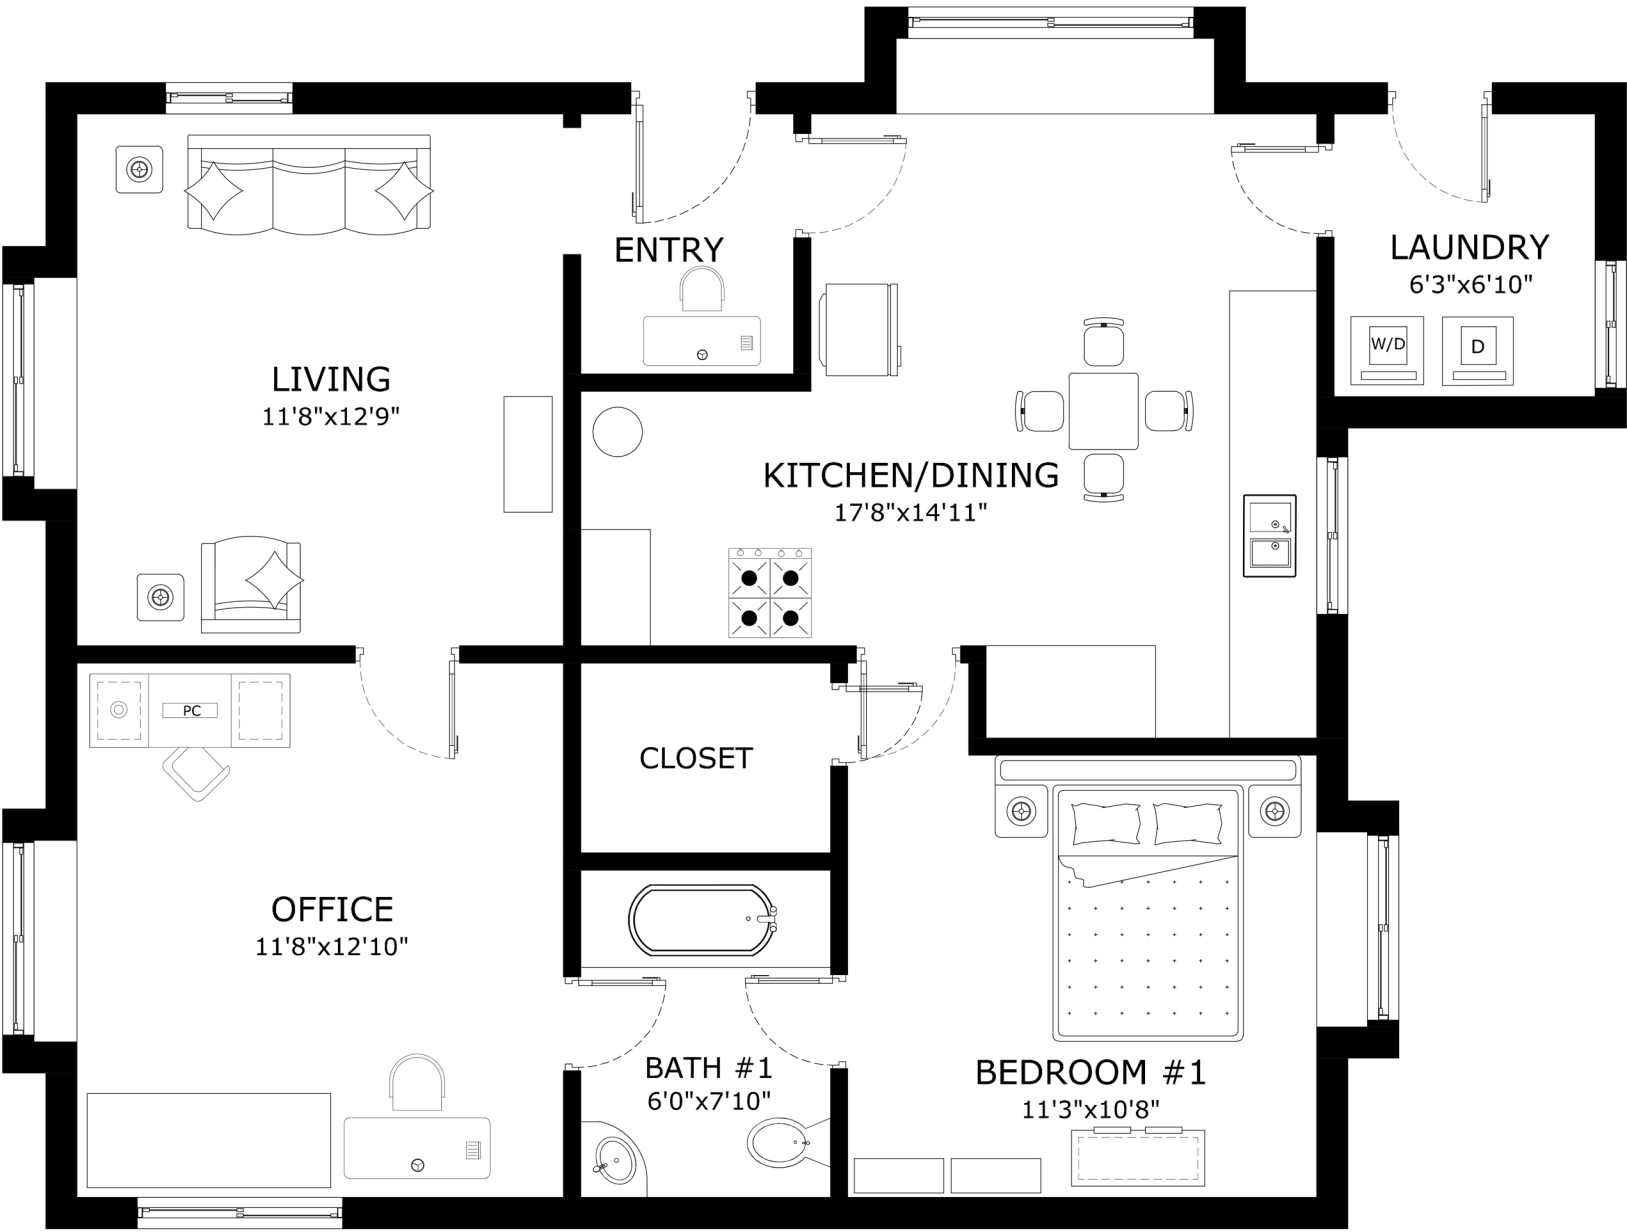 ENTRY
LAUNDRY
6'3"x6'10"
W/D
D
LIVING
11'8"x12'9"
KITCHEN/DINING
17'8"x14'11"
PC
CLOSET
OFFICE
11'8"x12'10"
BATH #1
6'0"x7'10"
BEDROOM #1
11'3"x10'8"